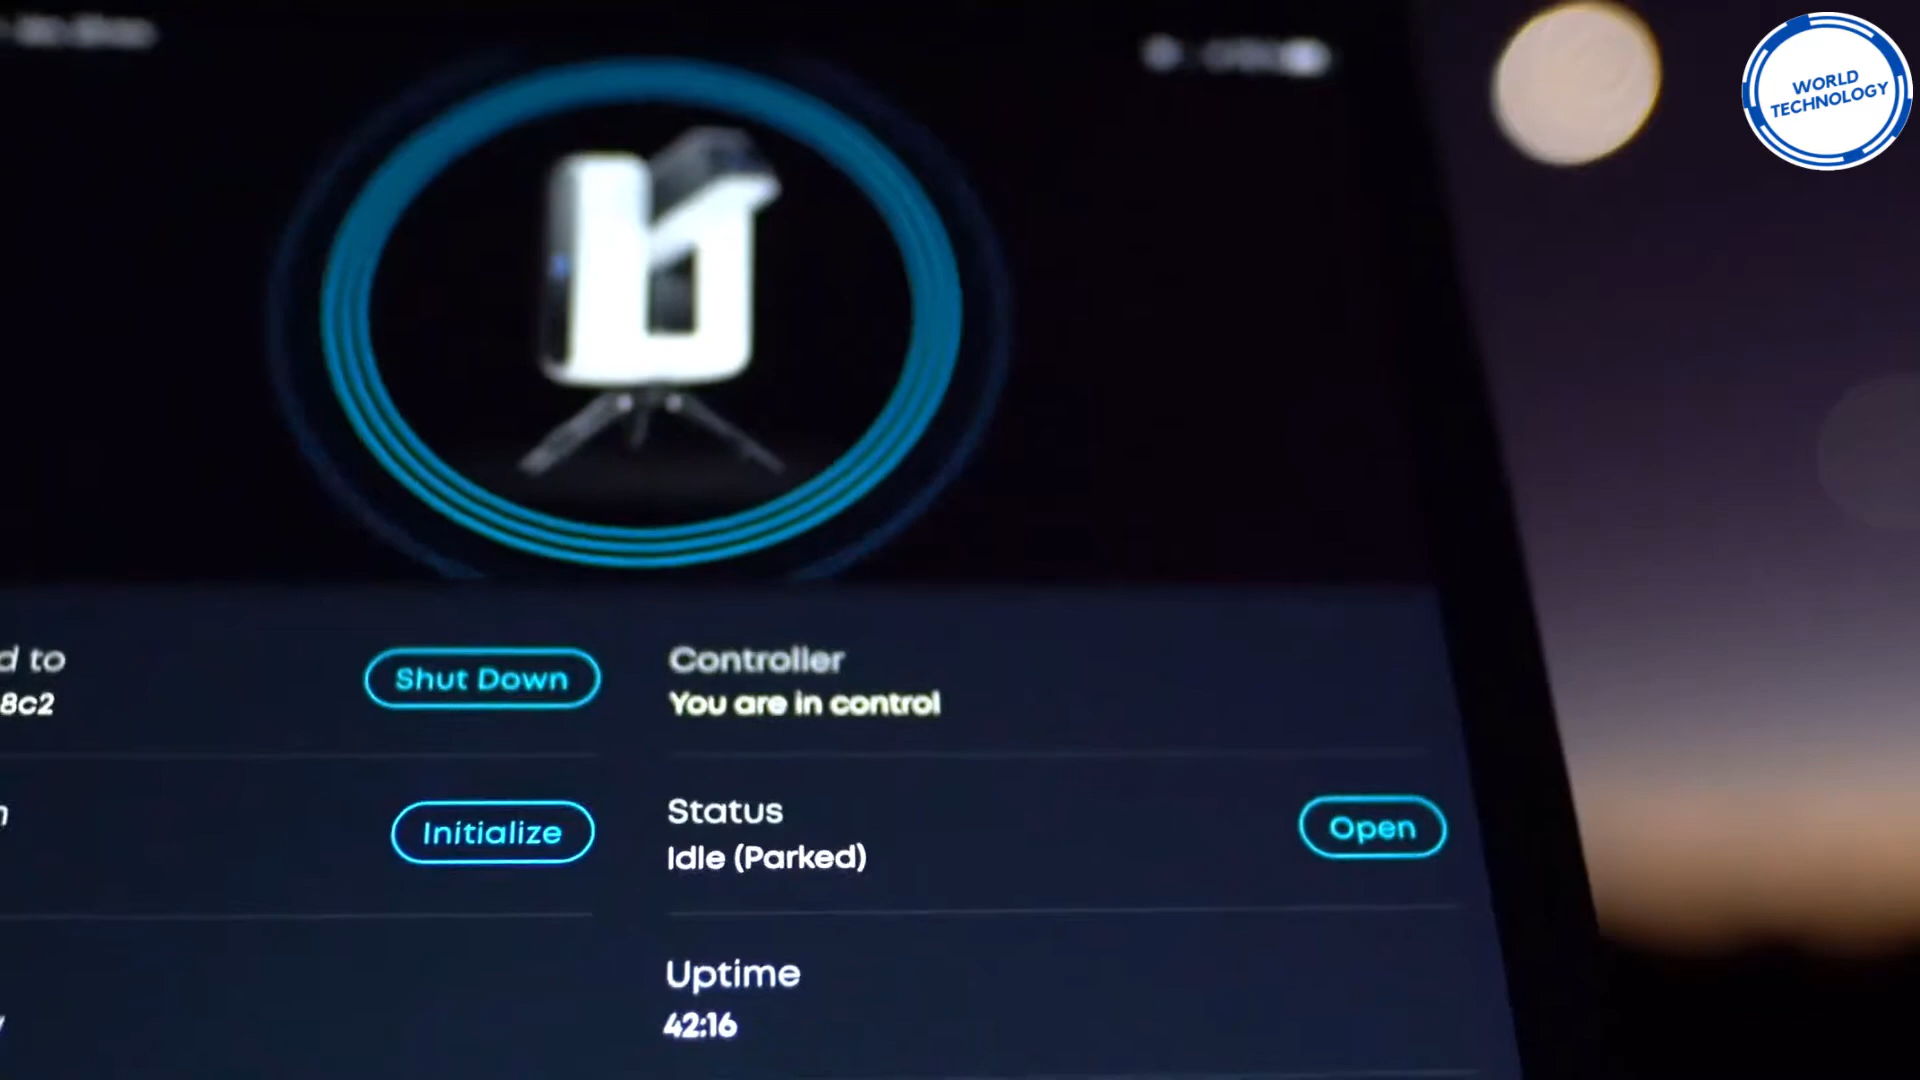 WORLD
TECHNOLOGY
d to
8c2
Shut Down
Controller
You are in control
Initialize
Status
Idle (Parked)
Open
Uptime
42:16